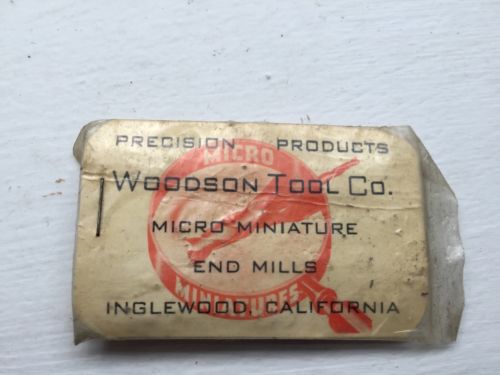 PRECISION PRODUCTS
MICRO
WOODSON TOOL CO.
MICRO MINIATURE
END MILLS
MINIATURES
INGLEWOOD, CALIFORNIA